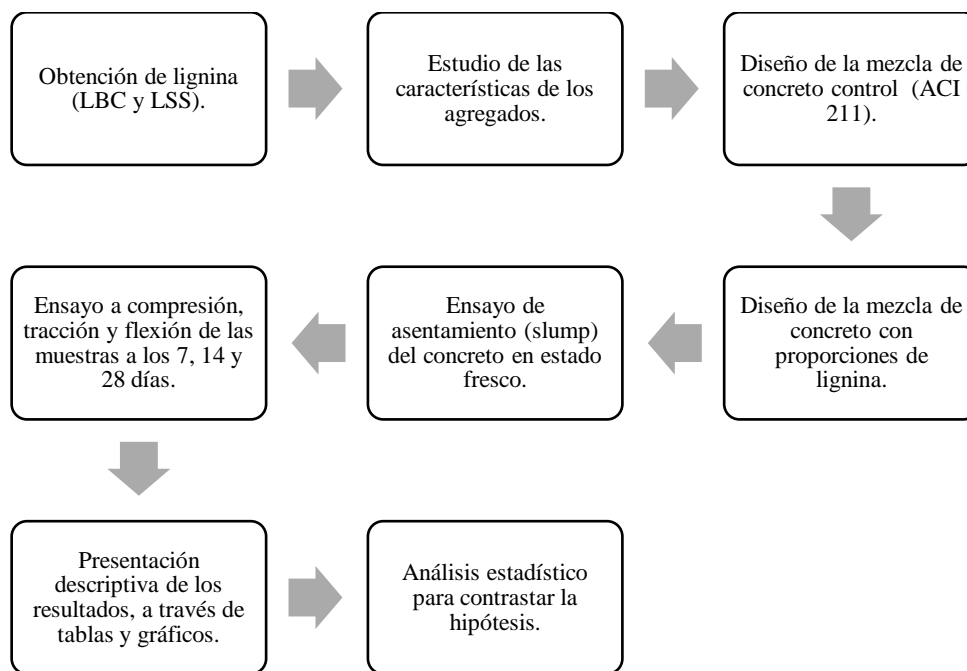 Obtención de lignina
(LBC y LSS).
Estudio de las
características de los
agregados.
Diseño de la mezcla de
concreto control (ACI
211).
Diseño de la mezcla de
concreto con
proporciones de
lignina.
Ensayo de
asentamiento (slump)
del concreto en estado
fresco.
Ensayo a compresión,
tracción y flexión de las
muestras a los 7, 14 y
28 días.
Presentación
descriptiva de los
resultados, a través de
tablas y gráficos.
Análisis estadístico
para contrastar la
hipótesis.